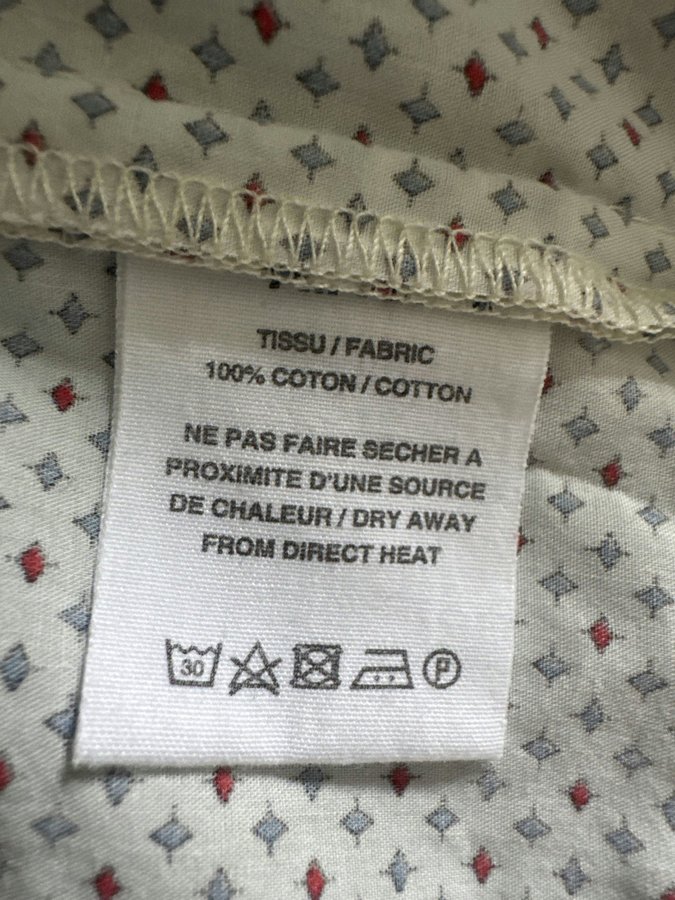 TISSU / FABRIC
100% COTON / COTTON
NE PAS FAIRE SECHER A
PROXIMITE D'UNE SOURCE
DE CHALEUR / DRY AWAY
FROM DIRECT HEAT
30 P